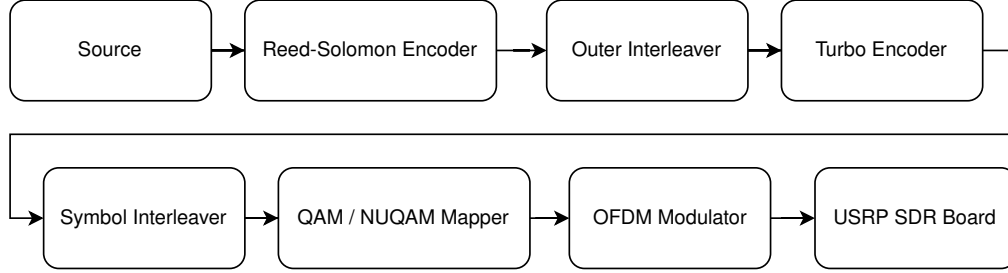 Source
Reed-Solomon Encoder
Outer Interleaver
Turbo Encoder
Symbol Interleaver
QAM / NUQAM Mapper
OFDM Modulator
USRP SDR Board